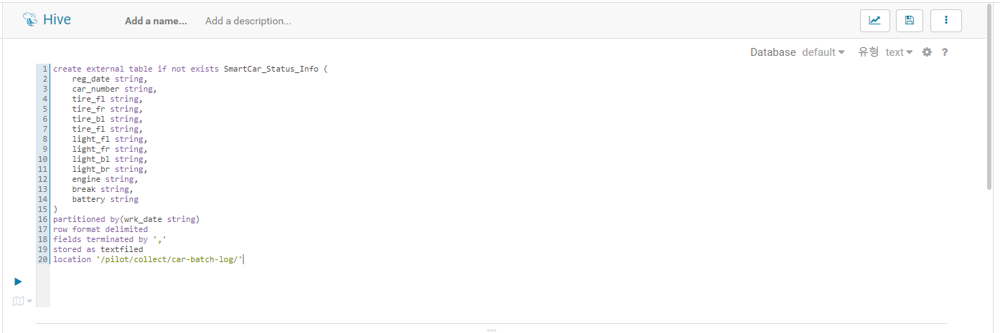 Hive Add a name... Add a description...
Database default 유형 text ?
1 create external table if not exists SmartCar_Status_Info (
2 reg_date string,
3 car_number string,
4 tire_fl string,
5 tire_fr string,
6 tire_bl string,
7 tire_fl string,
8 light_fl string,
9 light_fr string,
10 light_bl string,
11 light_br string,
12 engine string,
13 break string,
14 battery string
15 )
16 partitioned by(wrk_date string)
17 row format delimited
18 fields terminated by ','
19 stored as textfiled
20 location '/pilot/collect/car-batch-log/'